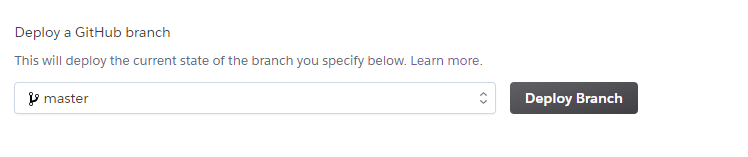 Deploy a GitHub branch
This will deploy the current state of the branch you specify below. Learn more.
master
Deploy Branch